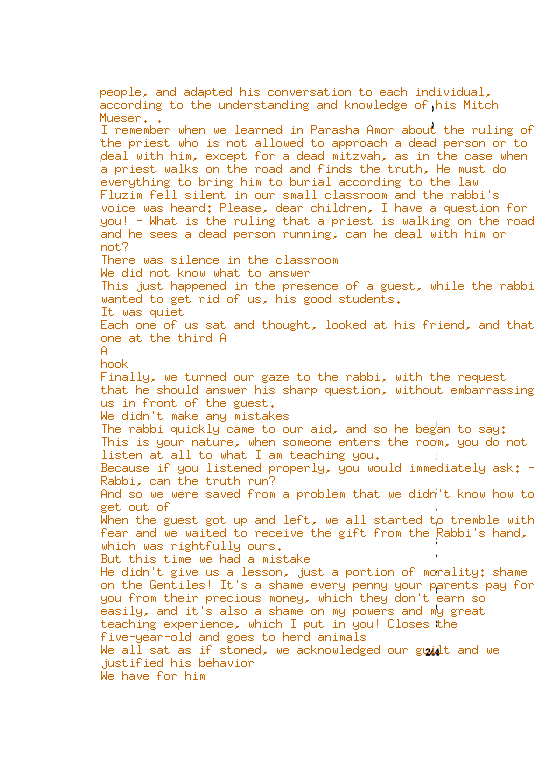 people, and adapted his conversation to each individual,
according to the understanding and knowledge of his Mitch
Mueser. .
I remember when we learned in Parasha Amor about the ruling of
the priest who is not allowed to approach a dead person or to
deal with him, except for a dead mitzvah, as in the case when
a priest walks on the road and finds the truth, He must do
everything to bring him to burial according to the law
Fluzim fell silent in our small classroom and the rabbi's
voice was heard: Please, dear children, I have a question for
you! - What is the ruling that a priest is walking on the road
and he sees a dead person running, can he deal with him or
not?
There was silence in the classroom
We did not know what to answer
This just happened in the presence of a guest, while the rabbi
wanted to get rid of us, his good students.
It was quiet
Each one of us sat and thought, looked at his friend, and that
one at the third A
A
hook
Finally, we turned our gaze to the rabbi, with the request
that he should answer his sharp question, without embarrassing
us in front of the guest.
We didn't make any mistakes
The rabbi quickly came to our aid, and so he began to say:
This is your nature, when someone enters the room, you do not
listen at all to what I am teaching you.
Because if you listened properly, you would immediately ask: -
Rabbi, can the truth run?
And so we were saved from a problem that we didn't know how to
get out of
When the guest got up and left, we all started to tremble with
fear and we waited to receive the gift from the Rabbi's hand,
which was rightfully ours.
But this time we had a mistake
He didn't give us a lesson, just a portion of morality: shame
on the Gentiles! It's a shame every penny your parents pay for
you from their precious money, which they don't earn so
easily, and it's also a shame on my powers and my great
teaching experience, which I put in you! Closes the
five-year-old and goes to herd animals
We all sat as if stoned, we acknowledged our guilt and we
justified his behavior
We have for him